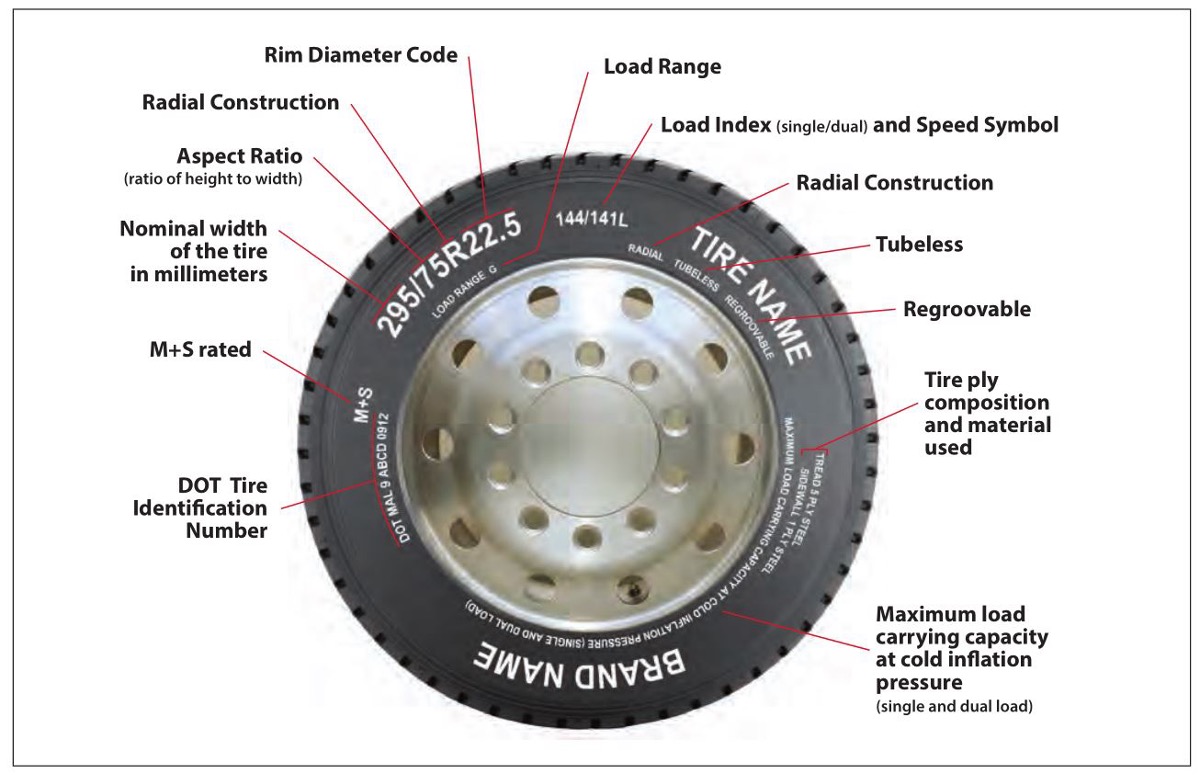 Rim Diameter Code
Load Range
Radial Construction
Load Index (single/dual) and Speed Symbol
Aspect Ratio
(ratio of height to width)
Radial Construction
Nominal width
of the tire
in millimeters
Tubeless
Regroovable
M+S rated
Tire ply
composition
and material
used
DOT Tire
Identification
Number
Maximum load
carrying capacity
at cold inflation
pressure
(single and dual load)
295/75R22.5
LOAD RANGE G
144/141L
RADIAL TUBELESS REGROOVABLE
TIRE NAME
M+S
DOT MAL 9 ABCD 0912
TREAD 5 PLY STEEL
SIDEWALL 1 PLY STEEL
MAXIMUM LOAD CARRYING CAPACITY AT COLD INFLATION PRESSURE (SINGLE AND DUAL LOAD)
BRAND NAME